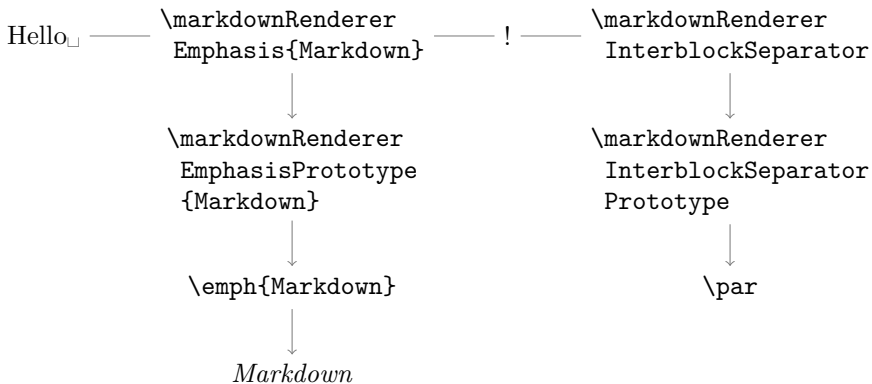 Hello␣ \markdownRenderer
Emphasis{Markdown} ! \markdownRenderer
InterblockSeparator
\markdownRenderer
EmphasisPrototype
{Markdown}
\markdownRenderer
InterblockSeparator
Prototype
\emph{Markdown}
\par
Markdown